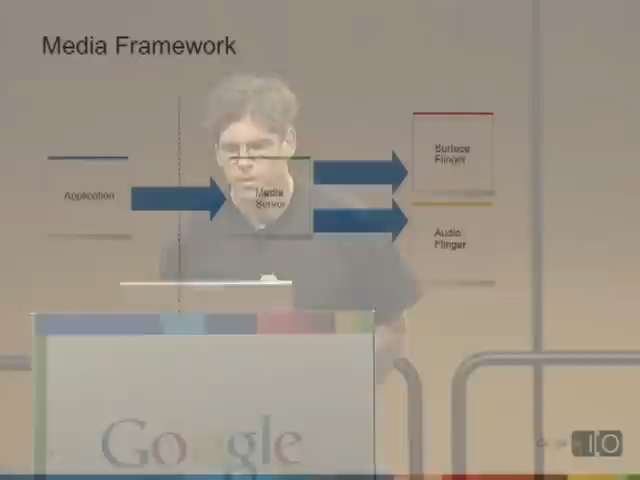 Media Framework
Application
Media
Server
Surface
Flinger
Audio
Flinger
Google
IO